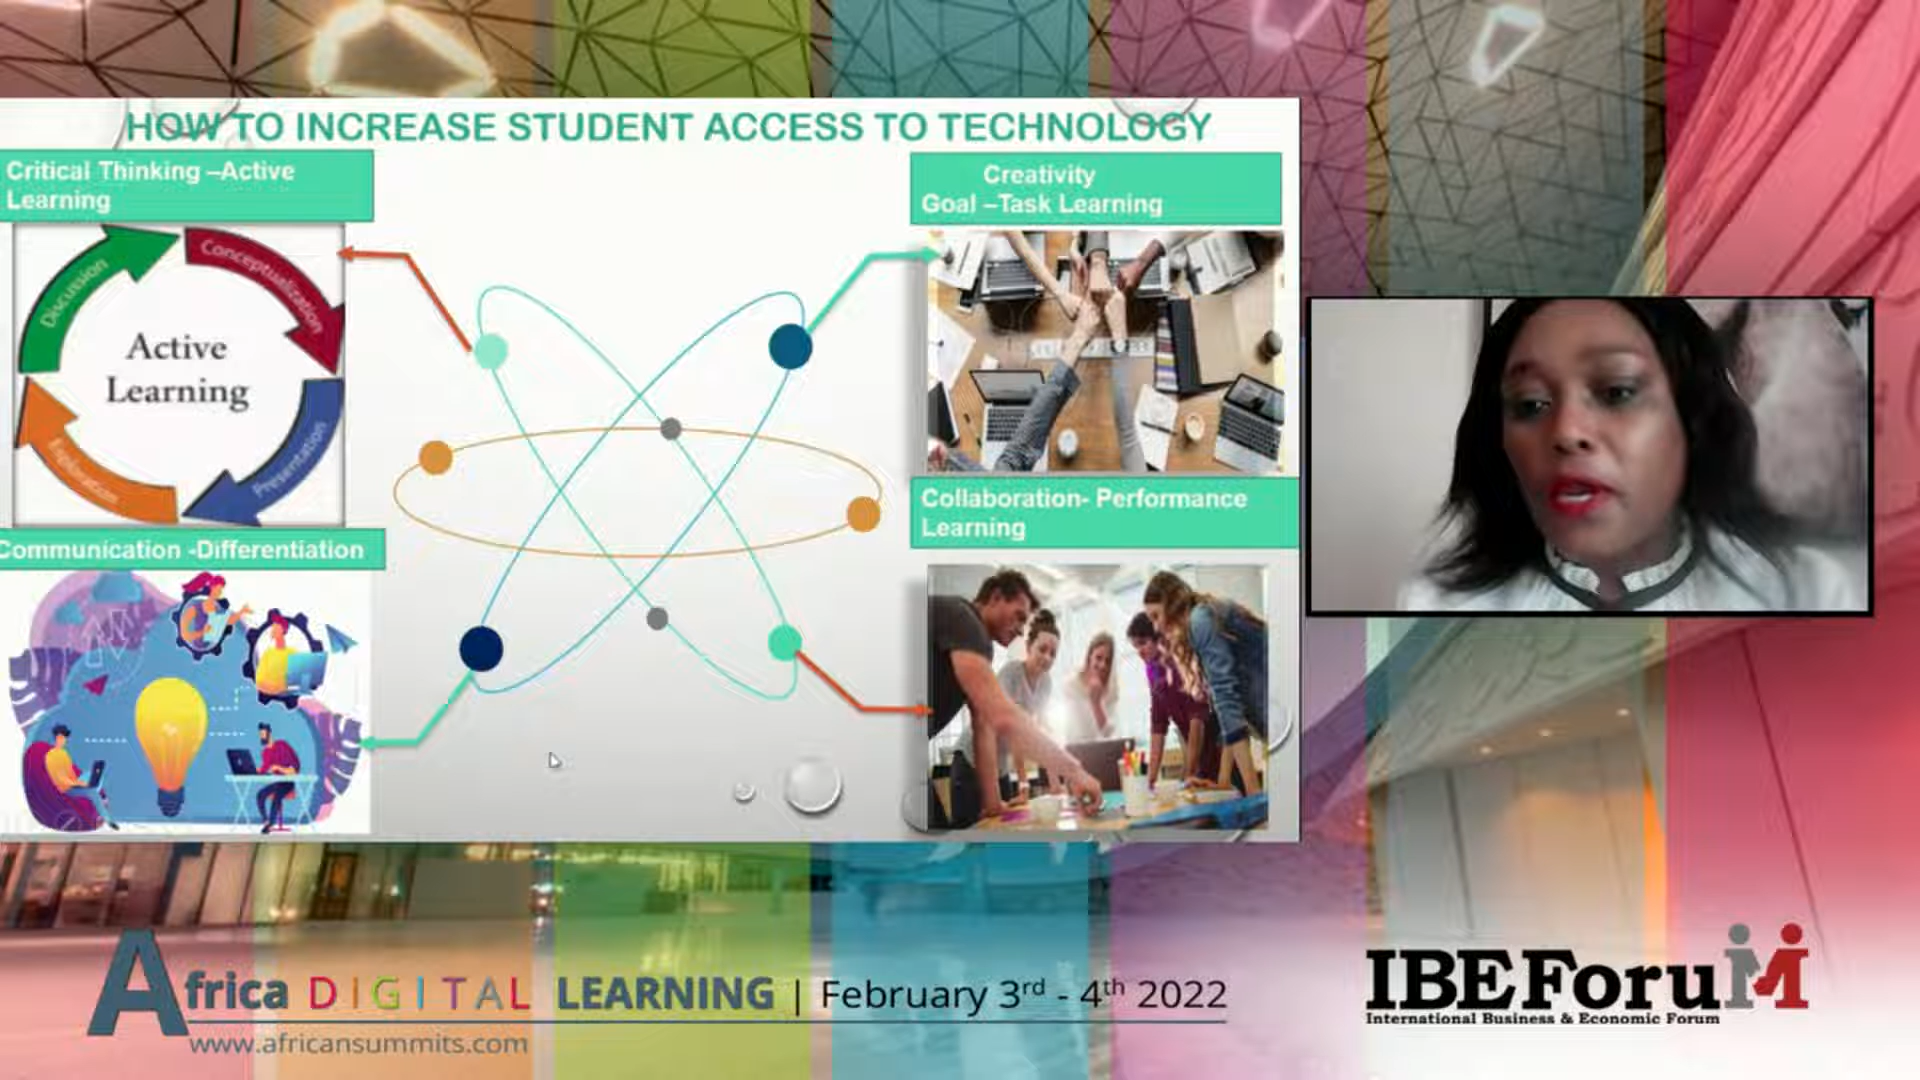 HOW TO INCREASE STUDENT ACCESS TO TECHNOLOGY
Critical Thinking –Active
Learning
Discussion
Conceptualization
Active
Learning
Exploration
Presentation
Communication -Differentiation
Creativity
Goal –Task Learning
Collaboration- Performance
Learning
Africa DIGITAL LEARNING | February 3rd - 4th 2022
www.africansummits.com
IBEForuM
International Business & Economic Forum